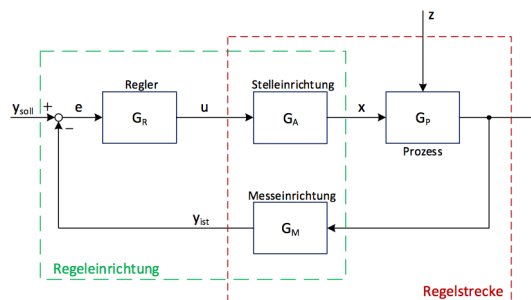 z
Regler
Stelleinrichtung
y_soll
+
e
G_R
u
G_A
x
G_P
−
Prozess
Messeinrichtung
y_ist
G_M
Regeleinrichtung
Regelstrecke